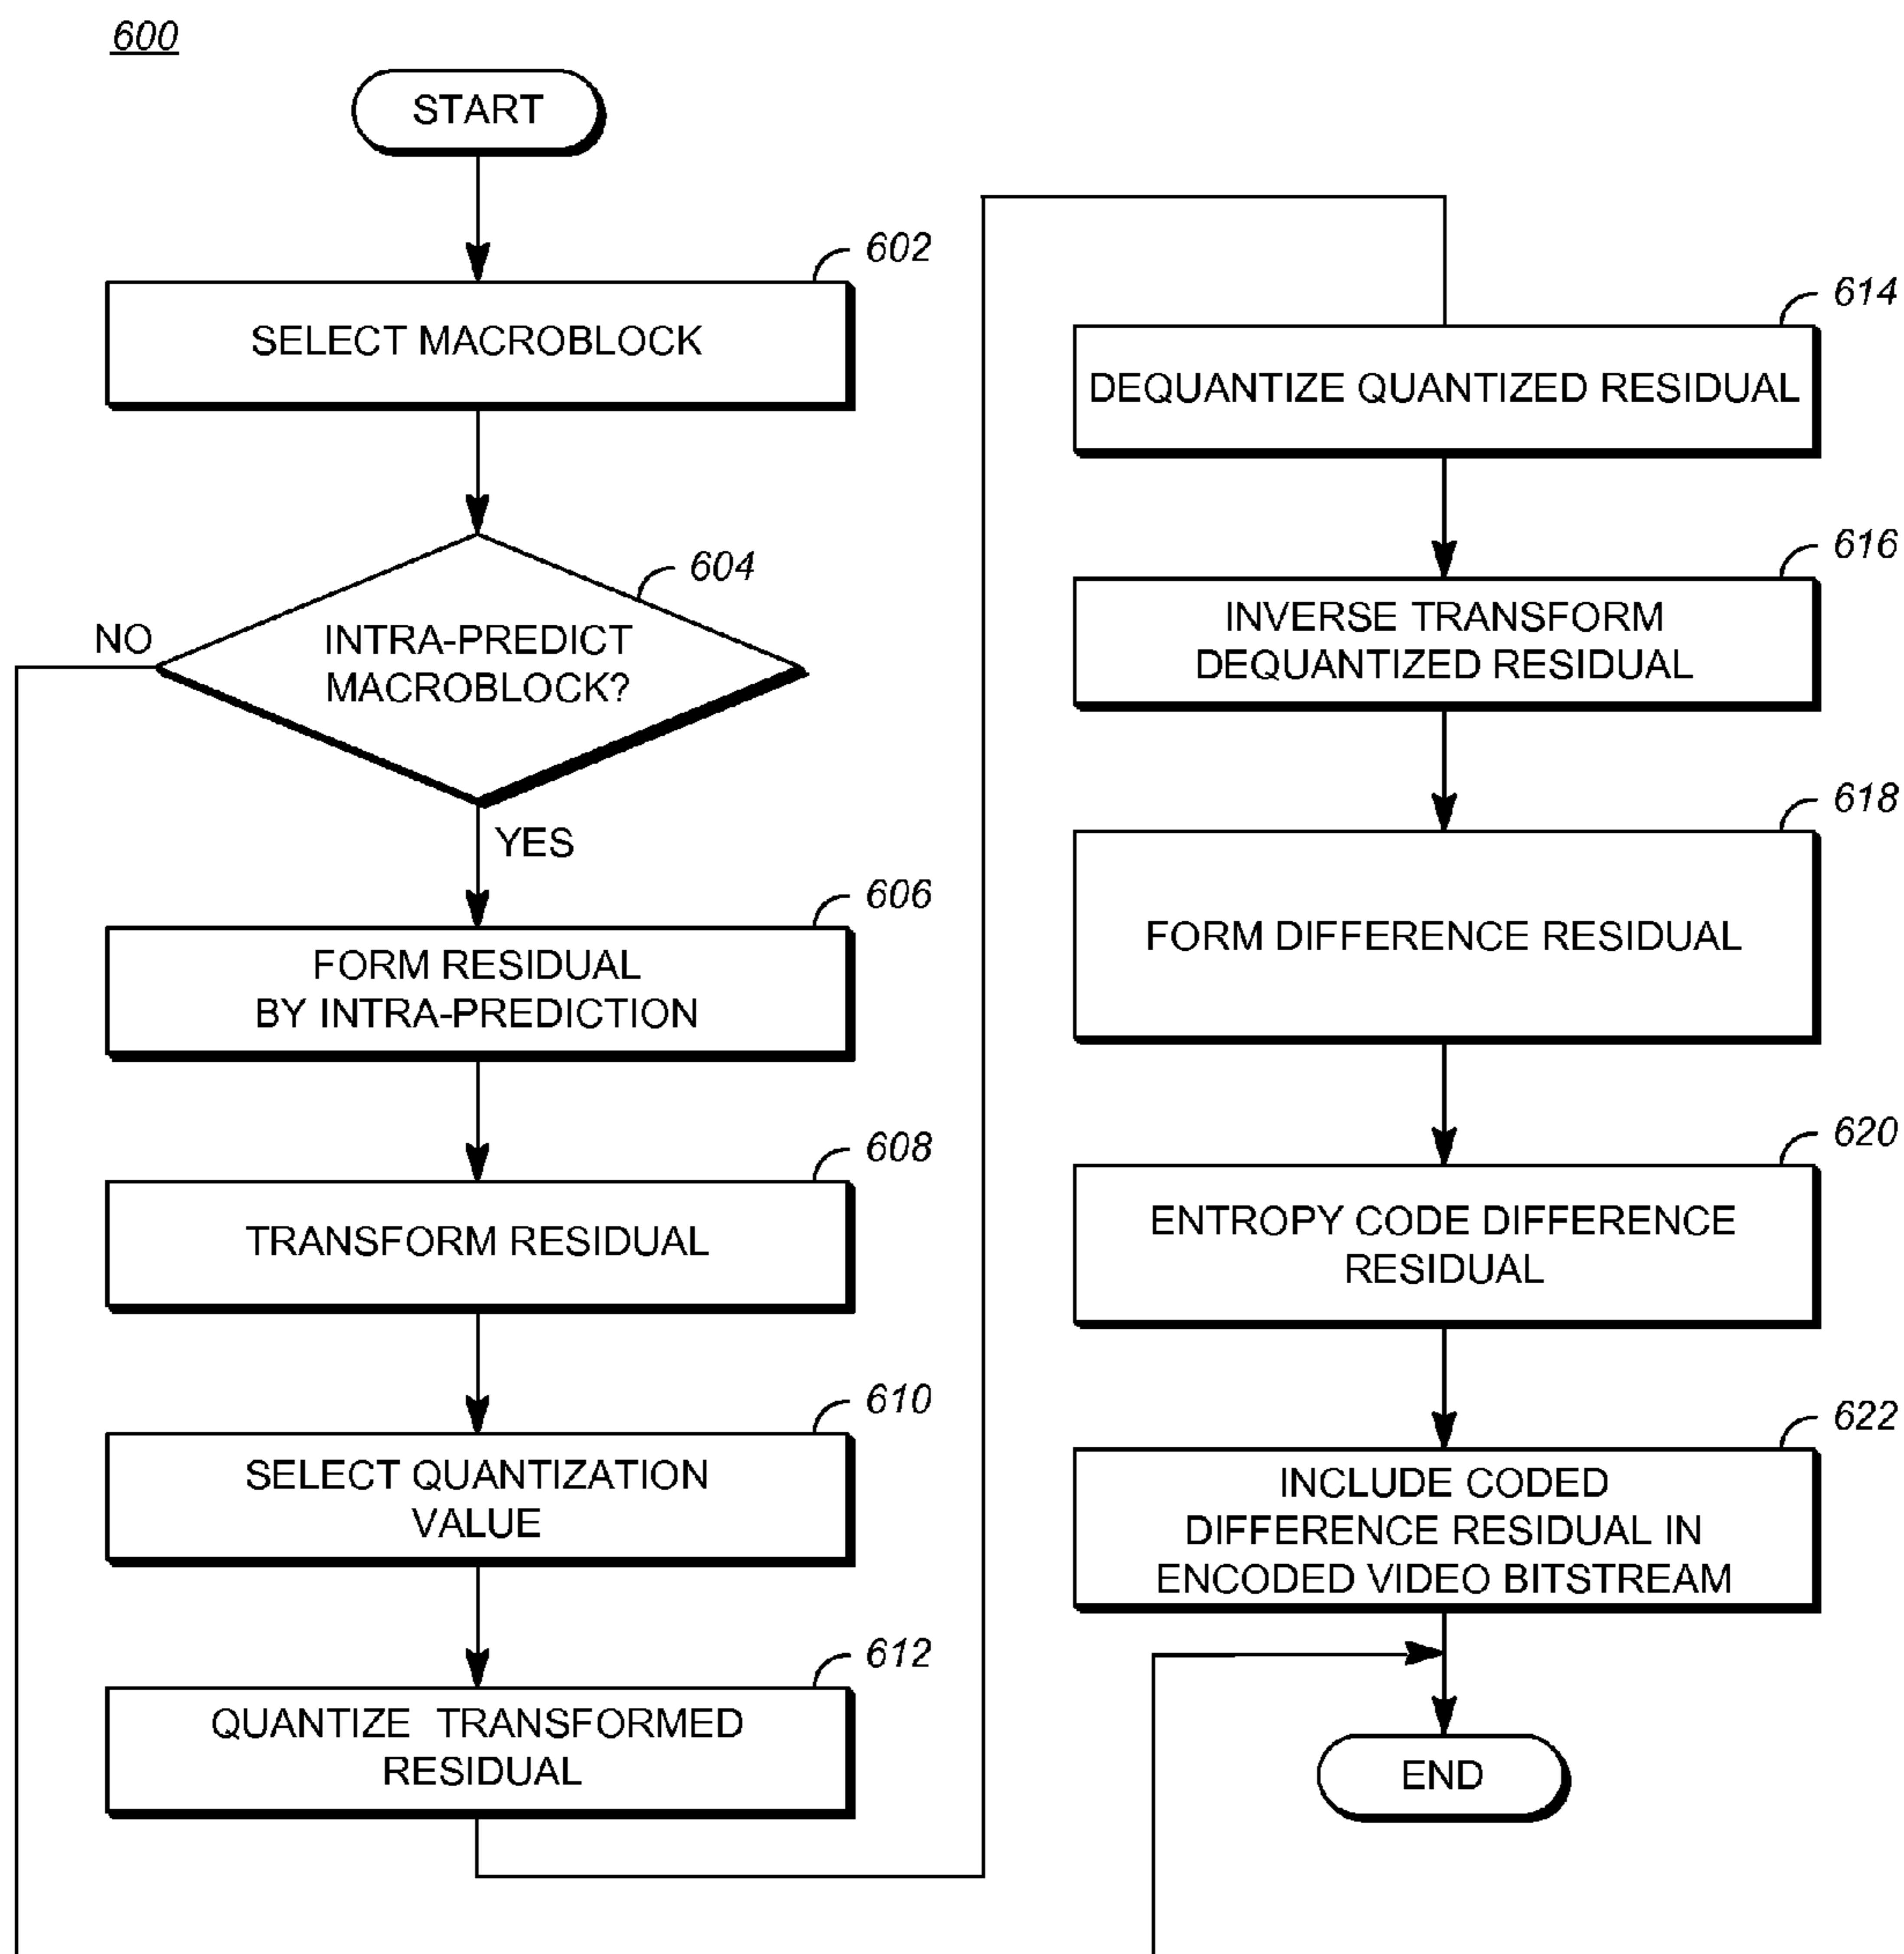 600
START
602
SELECT MACROBLOCK
604
NO
INTRA-PREDICT
MACROBLOCK?
YES
606
FORM RESIDUAL
BY INTRA-PREDICTION
608
TRANSFORM RESIDUAL
610
SELECT QUANTIZATION
VALUE
612
QUANTIZE TRANSFORMED
RESIDUAL
614
DEQUANTIZE QUANTIZED RESIDUAL
616
INVERSE TRANSFORM
DEQUANTIZED RESIDUAL
618
FORM DIFFERENCE RESIDUAL
620
ENTROPY CODE DIFFERENCE
RESIDUAL
622
INCLUDE CODED
DIFFERENCE RESIDUAL IN
ENCODED VIDEO BITSTREAM
END